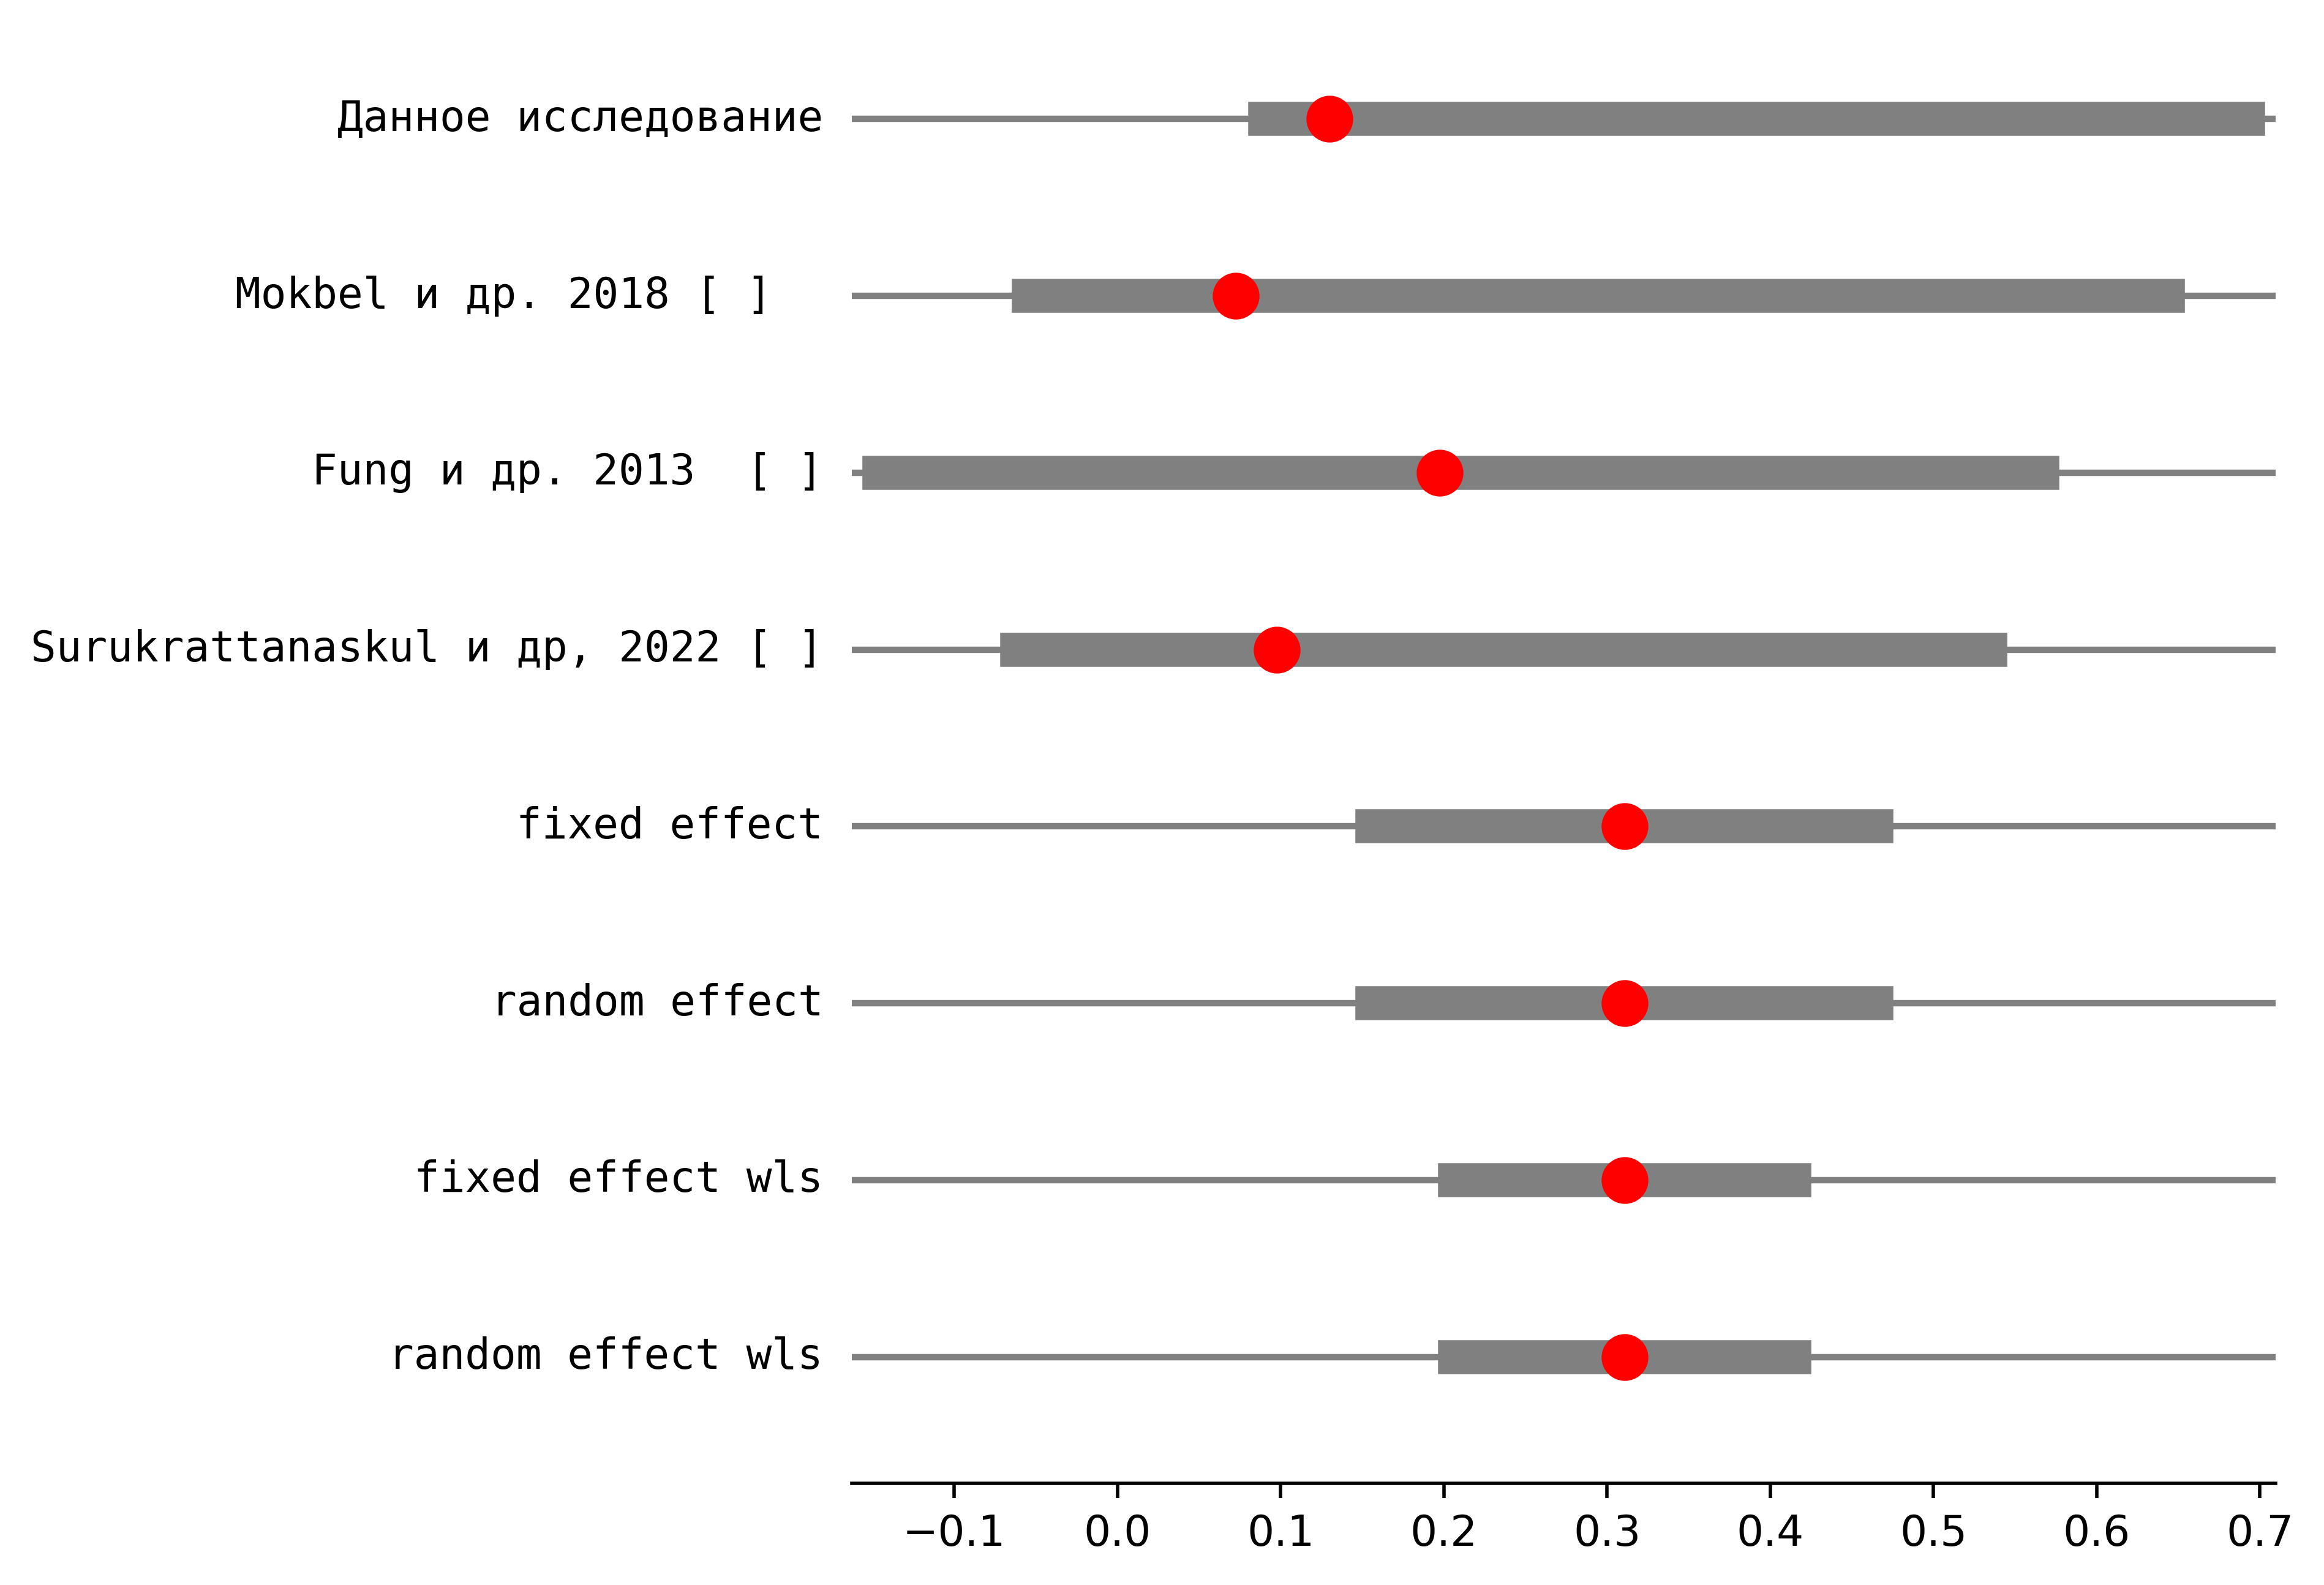 Данное исследование
Mokbel и др. 2018 [ ]
Fung и др. 2013  [ ]
Surukrattanaskul и др, 2022 [ ]
fixed effect
random effect
fixed effect wls
random effect wls
−0.1 0.0 0.1 0.2 0.3 0.4 0.5 0.6 0.7